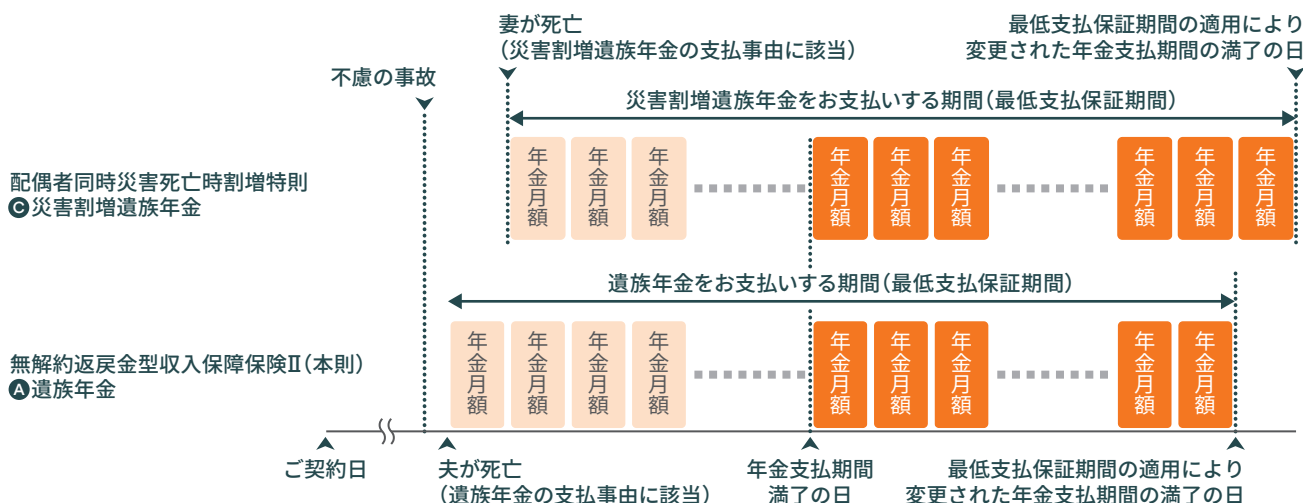 妻が死亡
（災害割増遺族年金の支払事由に該当）
最低支払保証期間の適用により
変更された年金支払期間の満了の日
不慮の事故
災害割増遺族年金をお支払いする期間（最低支払保証期間）
配偶者同時災害死亡時割増特則
C災害割増遺族年金
年金月額
年金月額
年金月額
年金月額
年金月額
年金月額
年金月額
年金月額
年金月額
遺族年金をお支払いする期間（最低支払保証期間）
無解約返戻金型収入保障保険Ⅱ（本則）
A遺族年金
年金月額
年金月額
年金月額
年金月額
年金月額
年金月額
年金月額
年金月額
年金月額
ご契約日
夫が死亡
（遺族年金の支払事由に該当）
年金支払期間
満了の日
最低支払保証期間の適用により
変更された年金支払期間の満了の日